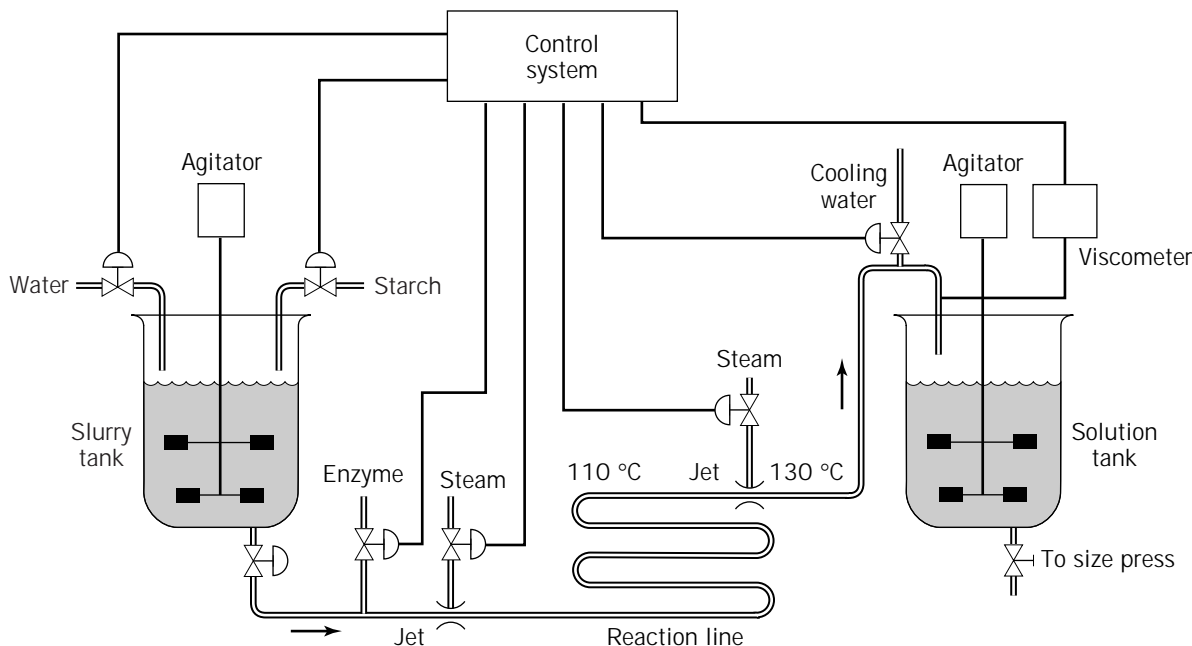 Control
system
Agitator
Cooling
water
Agitator
Viscometer
Water
Starch
Steam
Slurry
tank
Solution
tank
Enzyme
Steam
110 °C
Jet
130 °C
To size press
Jet
Reaction line